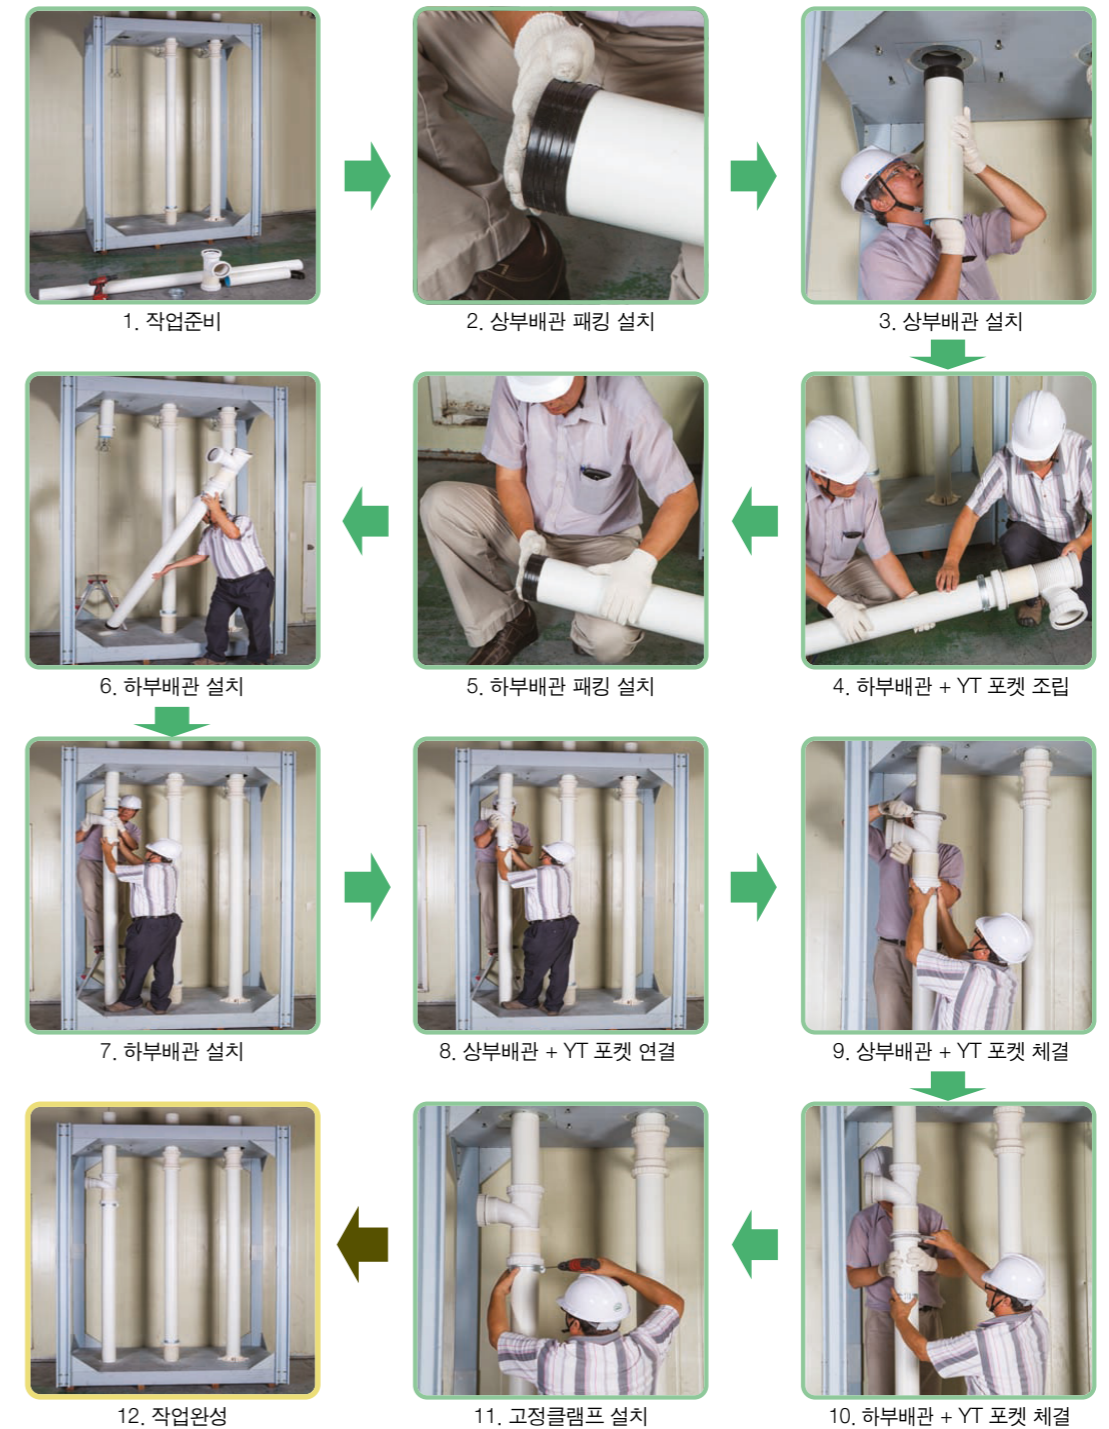 1. 작업준비
2. 상부배관 패킹 설치
3. 상부배관 설치
4. 하부배관 + YT 포켓 조립
5. 하부배관 패킹 설치
6. 하부배관 설치
7. 하부배관 설치
8. 상부배관 + YT 포켓 연결
9. 상부배관 + YT 포켓 체결
10. 하부배관 + YT 포켓 체결
11. 고정클램프 설치
12. 작업완성